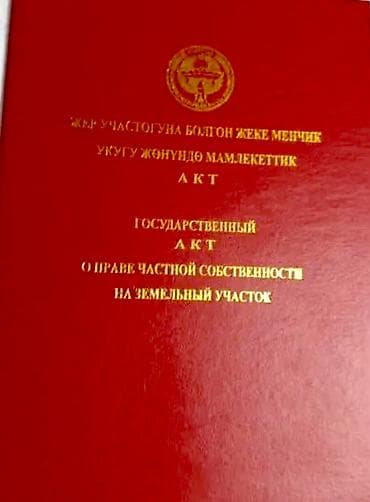 ЖЕР УЧАСТОГУНА БОЛГОН ЖЕКЕ МЕНЧИК
УКУГУ ЖӨНҮНДӨ МАМЛЕКЕТТИК
АКТ
ГОСУДАРСТВЕННЫЙ
АКТ
О ПРАВЕ ЧАСТНОЙ СОБСТВЕННОСТИ
НА ЗЕМЕЛЬНЫЙ УЧАСТОК